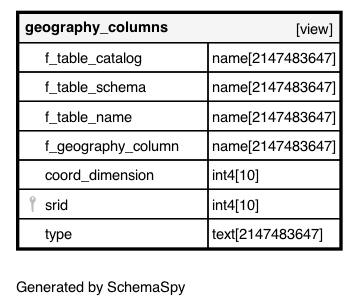 geography_columns [view]
f_table_catalog name[2147483647]
f_table_schema name[2147483647]
f_table_name name[2147483647]
f_geography_column name[2147483647]
coord_dimension int4[10]
srid int4[10]
type text[2147483647]
Generated by SchemaSpy